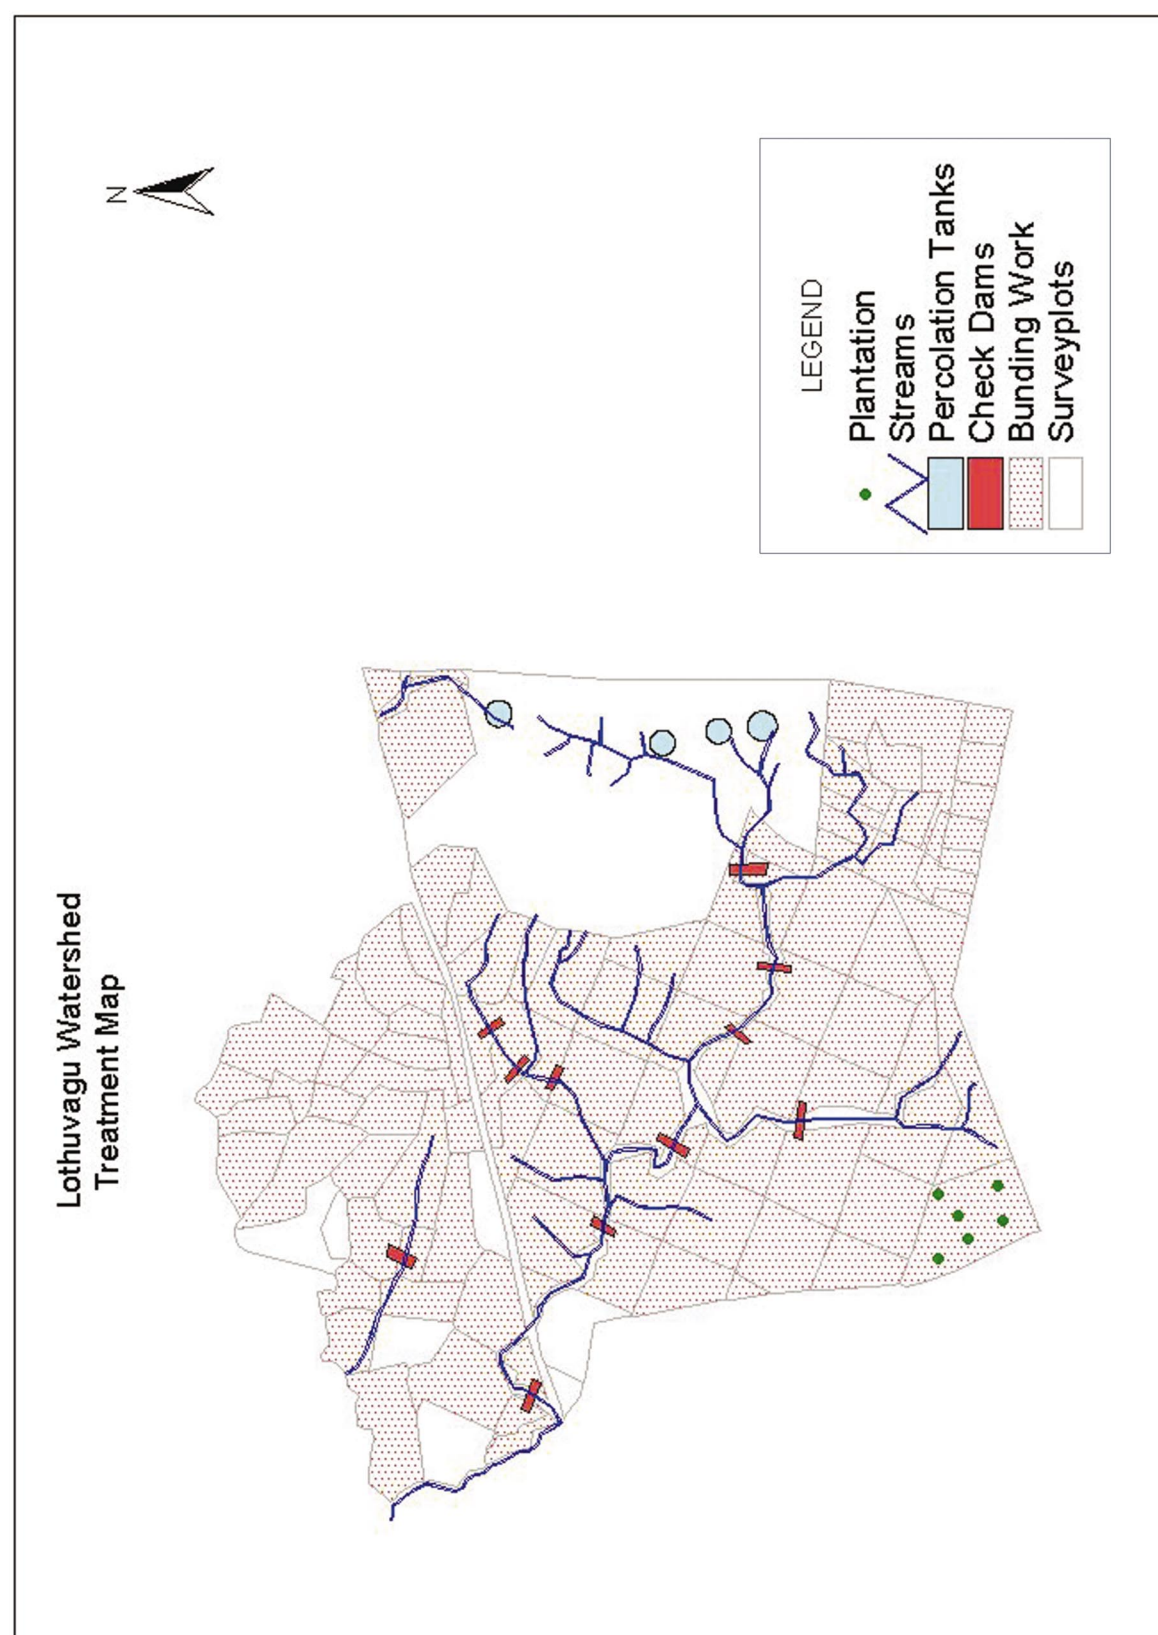 Lothuvagu Watershed
Treatment Map
N
LEGEND
Plantation
Streams
Percolation Tanks
Check Dams
Bunding Work
Surveyplots